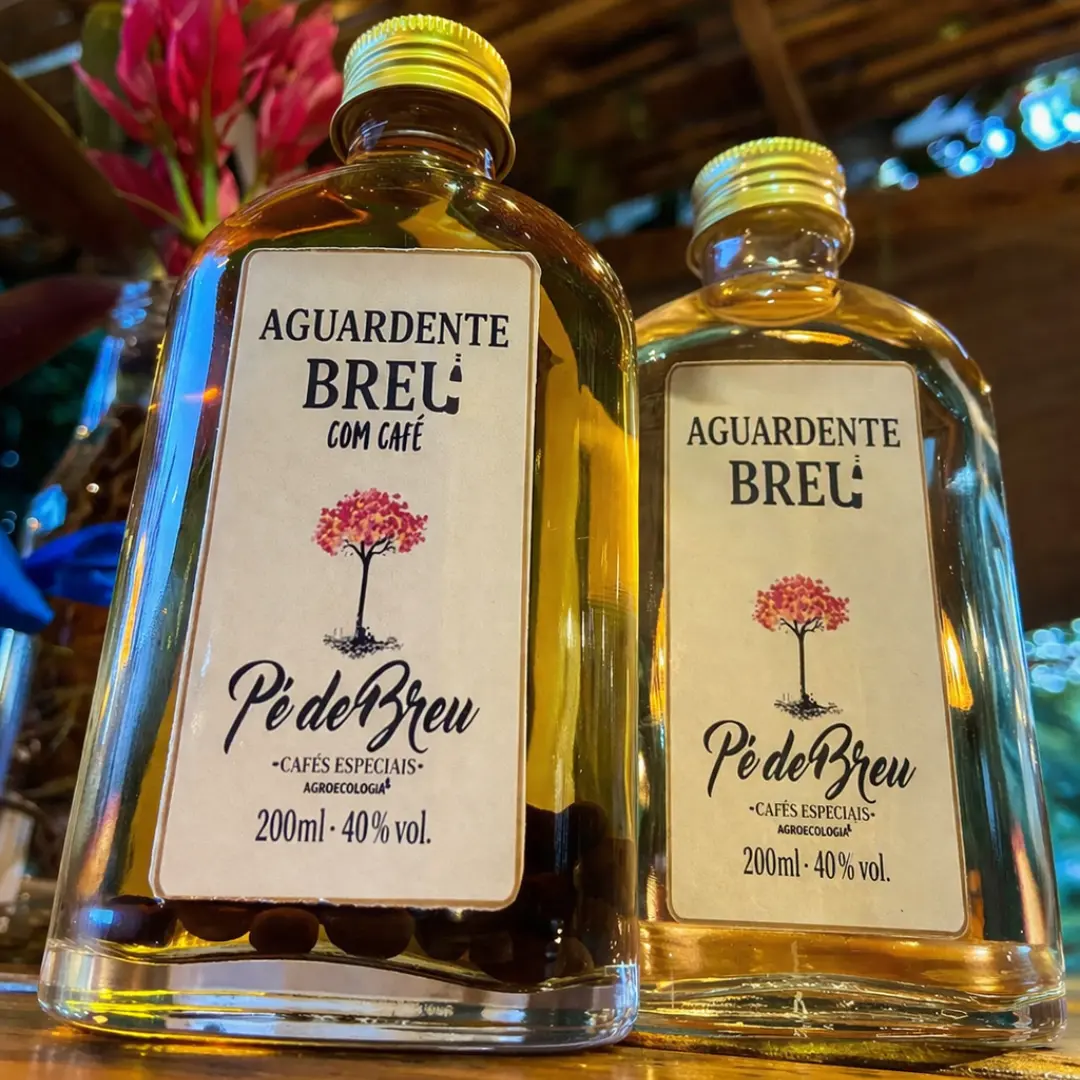 AGUARDENTE
BREU
COM CAFÉ
Pé de Breu
-CAFÉS ESPECIAIS-
AGROECOLOGIA
200ml · 40% vol.
AGUARDENTE
BREU
Pé de Breu
-CAFÉS ESPECIAIS-
AGROECOLOGIA
200ml · 40% vol.